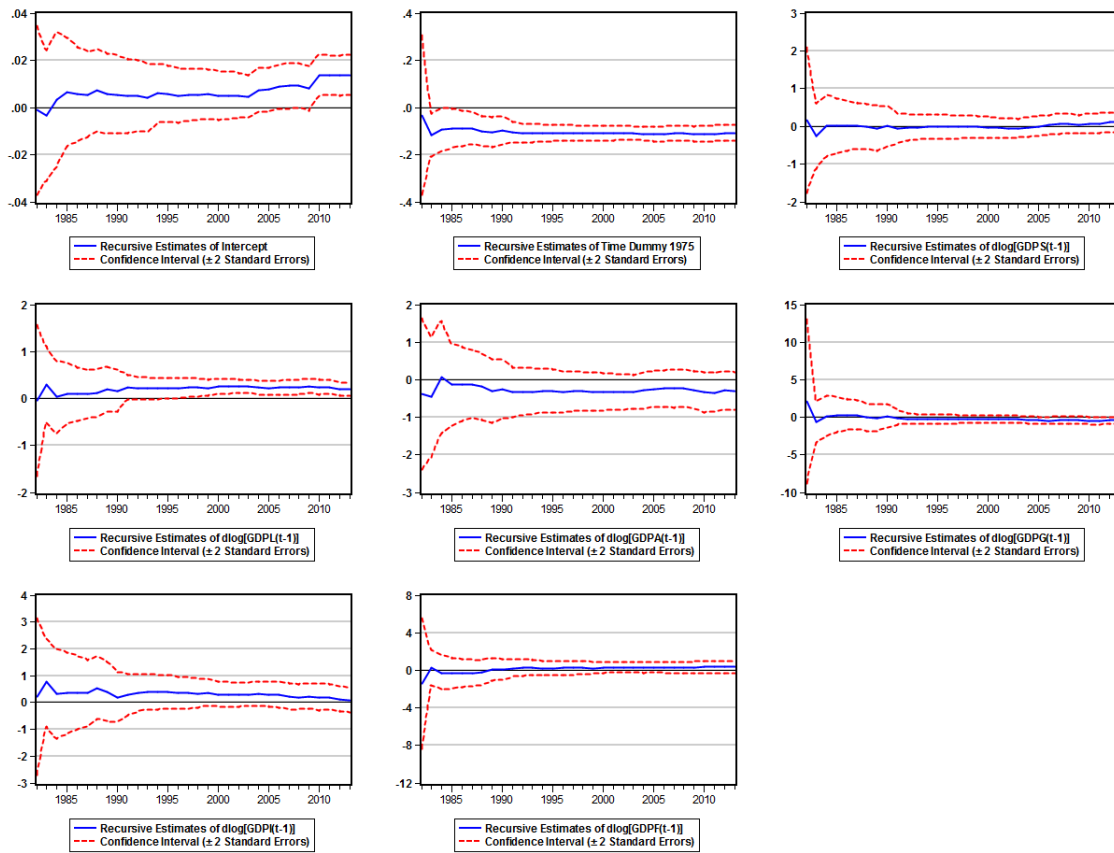 .04
.02
.00
-.02
-.04
1985 1990 1995 2000 2005 2010
Recursive Estimates of Intercept
Confidence Interval (± 2 Standard Errors)
.4
.2
.0
-.2
-.4
1985 1990 1995 2000 2005 2010
Recursive Estimates of Time Dummy 1975
Confidence Interval (± 2 Standard Errors)
3
2
1
0
-1
-2
1985 1990 1995 2000 2005 2010
Recursive Estimates of dlog[GDPS(t-1)]
Confidence Interval (± 2 Standard Errors)
2
1
0
-1
-2
1985 1990 1995 2000 2005 2010
Recursive Estimates of dlog[GDPL(t-1)]
Confidence Interval (± 2 Standard Errors)
2
1
0
-1
-2
-3
1985 1990 1995 2000 2005 2010
Recursive Estimates of dlog[GDPA(t-1)]
Confidence Interval (± 2 Standard Errors)
15
10
5
0
-5
-10
1985 1990 1995 2000 2005 2010
Recursive Estimates of dlog[GDPG(t-1)]
Confidence Interval (± 2 Standard Errors)
4
3
2
1
0
-1
-2
-3
1985 1990 1995 2000 2005 2010
Recursive Estimates of dlog[GDPI(t-1)]
Confidence Interval (± 2 Standard Errors)
8
4
0
-4
-8
-12
1985 1990 1995 2000 2005 2010
Recursive Estimates of dlog[GDPF(t-1)]
Confidence Interval (± 2 Standard Errors)